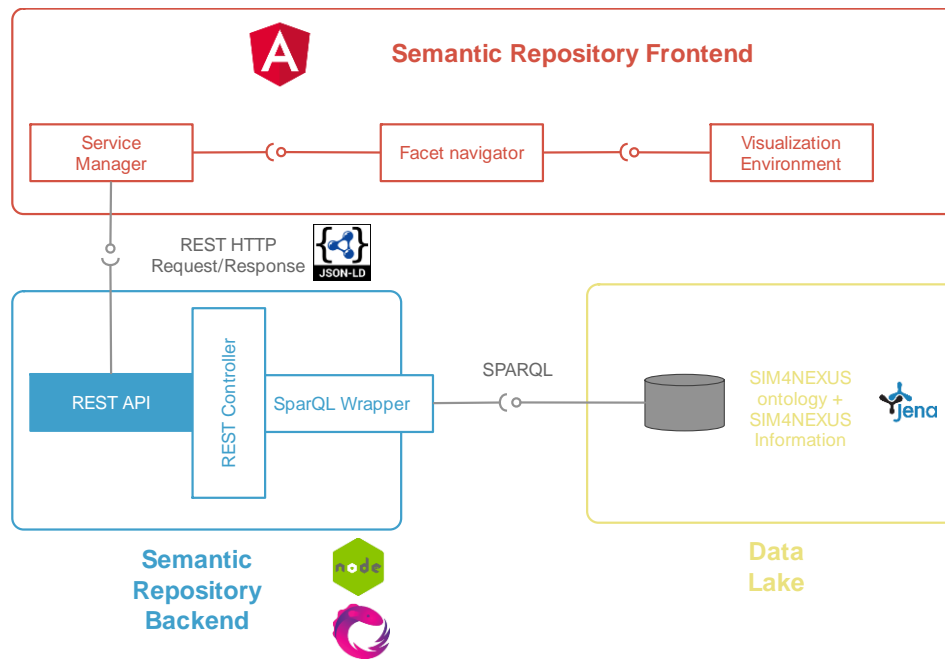 Semantic Repository Frontend
Service
Manager
Facet navigator
Visualization
Environment
REST HTTP
Request/Response
{ }
JSON-LD
REST API
REST Controller
SparQL Wrapper
SPARQL
SIM4NEXUS
ontology +
SIM4NEXUS
Information
Jena
Semantic
Repository
Backend
node
Data
Lake